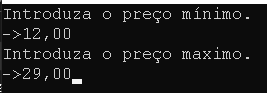 Introduza o preço mínimo.
->12,00
Introduza o preço maximo.
->29,00